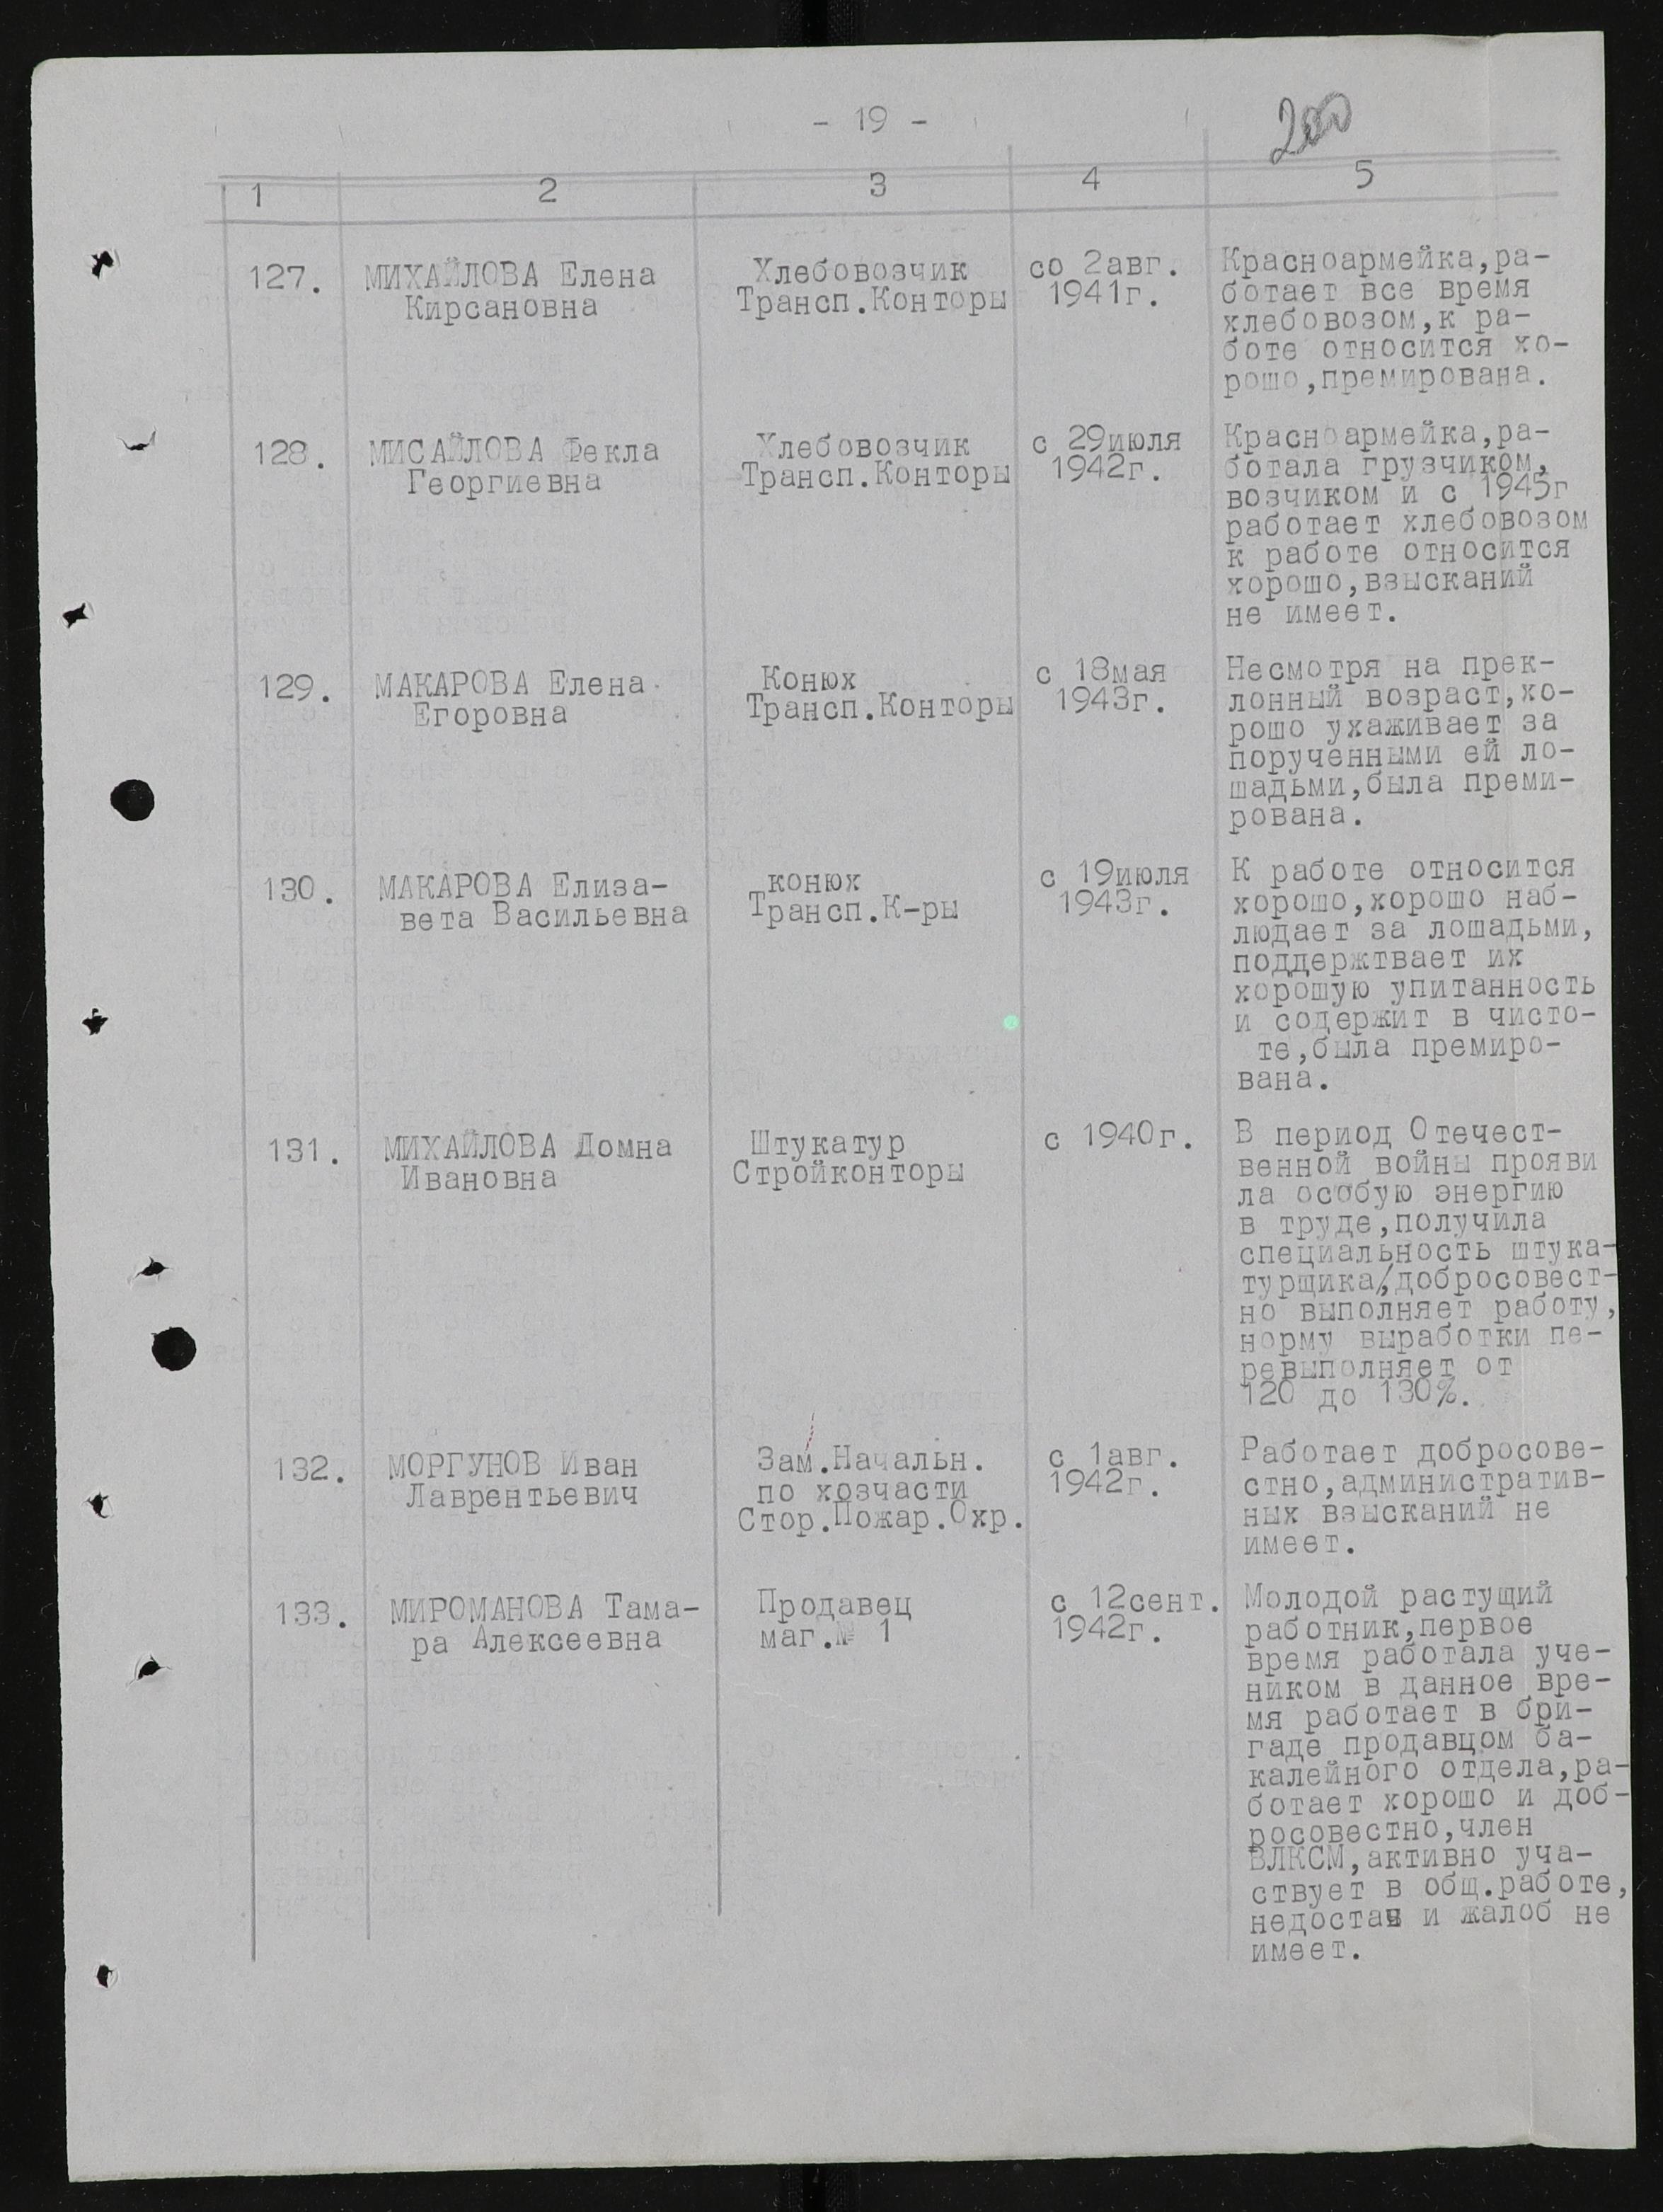 - 19 -
200
1 2 3 4 5
127. МИХАЙЛОВА Елена
Кирсановна
Хлебовозчик
Трансп.Конторы
со 2авг.
1941г.
Красноармейка,ра-
ботает все время
хлебовозом,к ра-
боте относится хо-
рошо,премирована.
128. МИСАЙЛОВА Фекла
Георгиевна
Хлебовозчик
Трансп.Конторы
с 29июля
1942г.
Красноармейка,ра-
ботала грузчиком,
возчиком и с 1945г
работает хлебовозом
к работе относится
хорошо,взысканий
не имеет.
129. МАКАРОВА Елена
Егоровна
Конюх
Трансп.Конторы
с 18мая
1943г.
Несмотря на прек-
лонный возраст,хо-
рошо ухаживает за
порученными ей ло-
шадьми,была преми-
рована.
130. МАКАРОВА Елиза-
вета Васильевна
конюх
Трансп.К-ры
с 19июля
1943г.
К работе относится
хорошо,хорошо наб-
людает за лошадьми,
поддержтвает их
хорошую упитанность
и содержит в чисто-
те,была премиро-
вана.
131. МИХАЙЛОВА Домна
Ивановна
Штукатур
Стройконторы
с 1940г.
В период Отечест-
венной войны прояви
ла особую энергию
в труде,получила
специальность штука-
турщика,добросовест-
но выполняет работу,
норму выработки пе-
ревыполняет от
120 до 130%.
132. МОРГУНОВ Иван
Лаврентьевич
Зам.Начальн.
по хозчасти
Стор.Пожар.Охр.
с 1авг.
1942г.
Работает добросове-
стно,административ-
ных взысканий не
имеет.
133. МИРОМАНОВА Тама-
ра Алексеевна
Продавец
маг.№ 1
с 12сент.
1942г.
Молодой растущий
работник,первое
время работала уче-
ником в данное вре-
мя работает в бри-
гаде продавцом ба-
калейного отдела,ра-
ботает хорошо и доб-
росовестно,член
ВЛКСМ,активно уча-
ствует в общ.работе,
недостач и жалоб не
имеет.